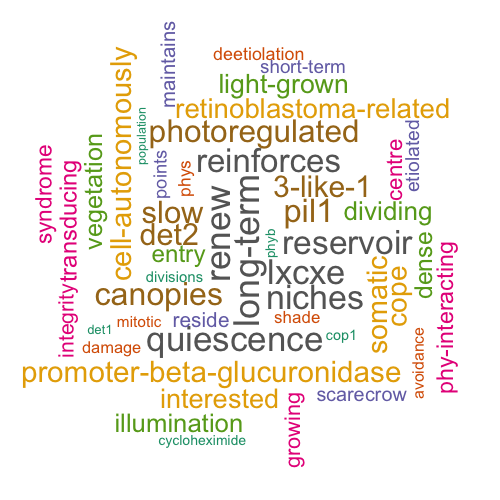 deetiolation
maintains
short-term
cell-autonomously
light-grown
retinoblastoma-related
population
photoregulated
vegetation
points
phys
reinforces
centre
etiolated
syndrome
transducing
3-like-1
slow
renew
long-term
pil1
dividing
det2
phyb
reservoir
dense
entry
divisions
lxcxe
somatic
cope
phy-interacting
integrity
canopies
niches
det1
mitotic
reside
shade
damage
quiescence
cop1
avoidance
promoter-beta-glucuronidase
interested
scarecrow
growing
illumination
cycloheximide